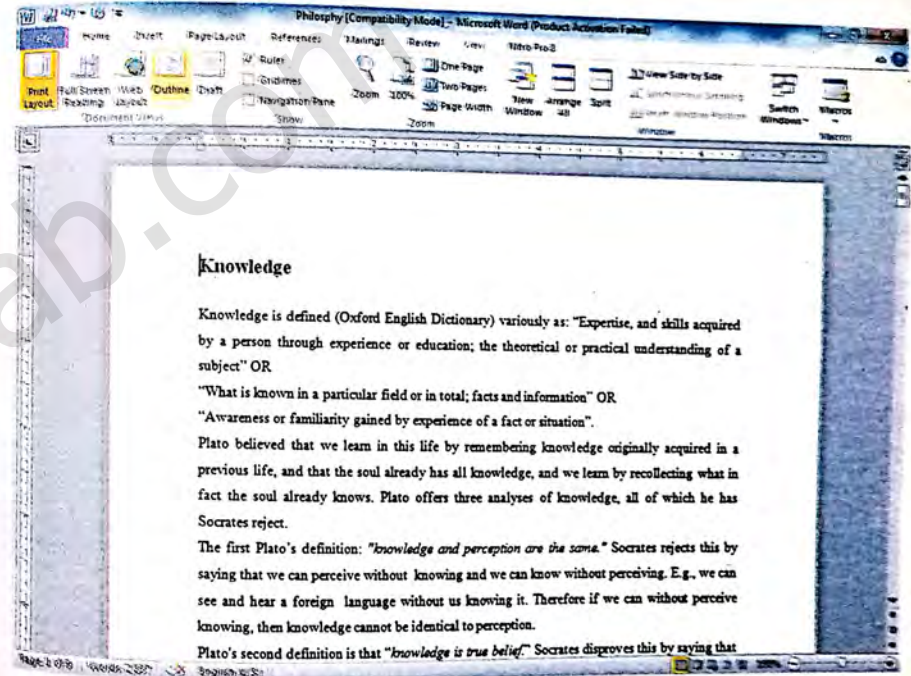 Philosphy [Compatibility Mode] - Microsoft Word (Product Activation Failed)
File Home Insert Page Layout References Mailings Review View Nitro Pro 8
Print Layout Full Screen Reading Web Layout Outline Draft
Ruler
Gridlines
Navigation Pane
Zoom 100%
One Page
Two Pages
Page Width
New Window Arrange All Split
View Side by Side
Switch Windows Macros
Document Views Show Zoom Window Macros
Knowledge
Knowledge is defined (Oxford English Dictionary) variously as: "Expertise, and skills acquired
by a person through experience or education; the theoretical or practical understanding of a
subject" OR
"What is known in a particular field or in total; facts and information" OR
"Awareness or familiarity gained by experience of a fact or situation".
Plato believed that we learn in this life by remembering knowledge originally acquired in a
previous life, and that the soul already has all knowledge, and we learn by recollecting what in
fact the soul already knows. Plato offers three analyses of knowledge, all of which he has
Socrates reject.
The first Plato's definition: "knowledge and perception are the same." Socrates rejects this by
saying that we can perceive without knowing and we can know without perceiving. E.g., we can
see and hear a foreign language without us knowing it. Therefore if we can without perceive
knowing, then knowledge cannot be identical to perception.
Plato's second definition is that "knowledge is true belief." Socrates disproves this by saying that